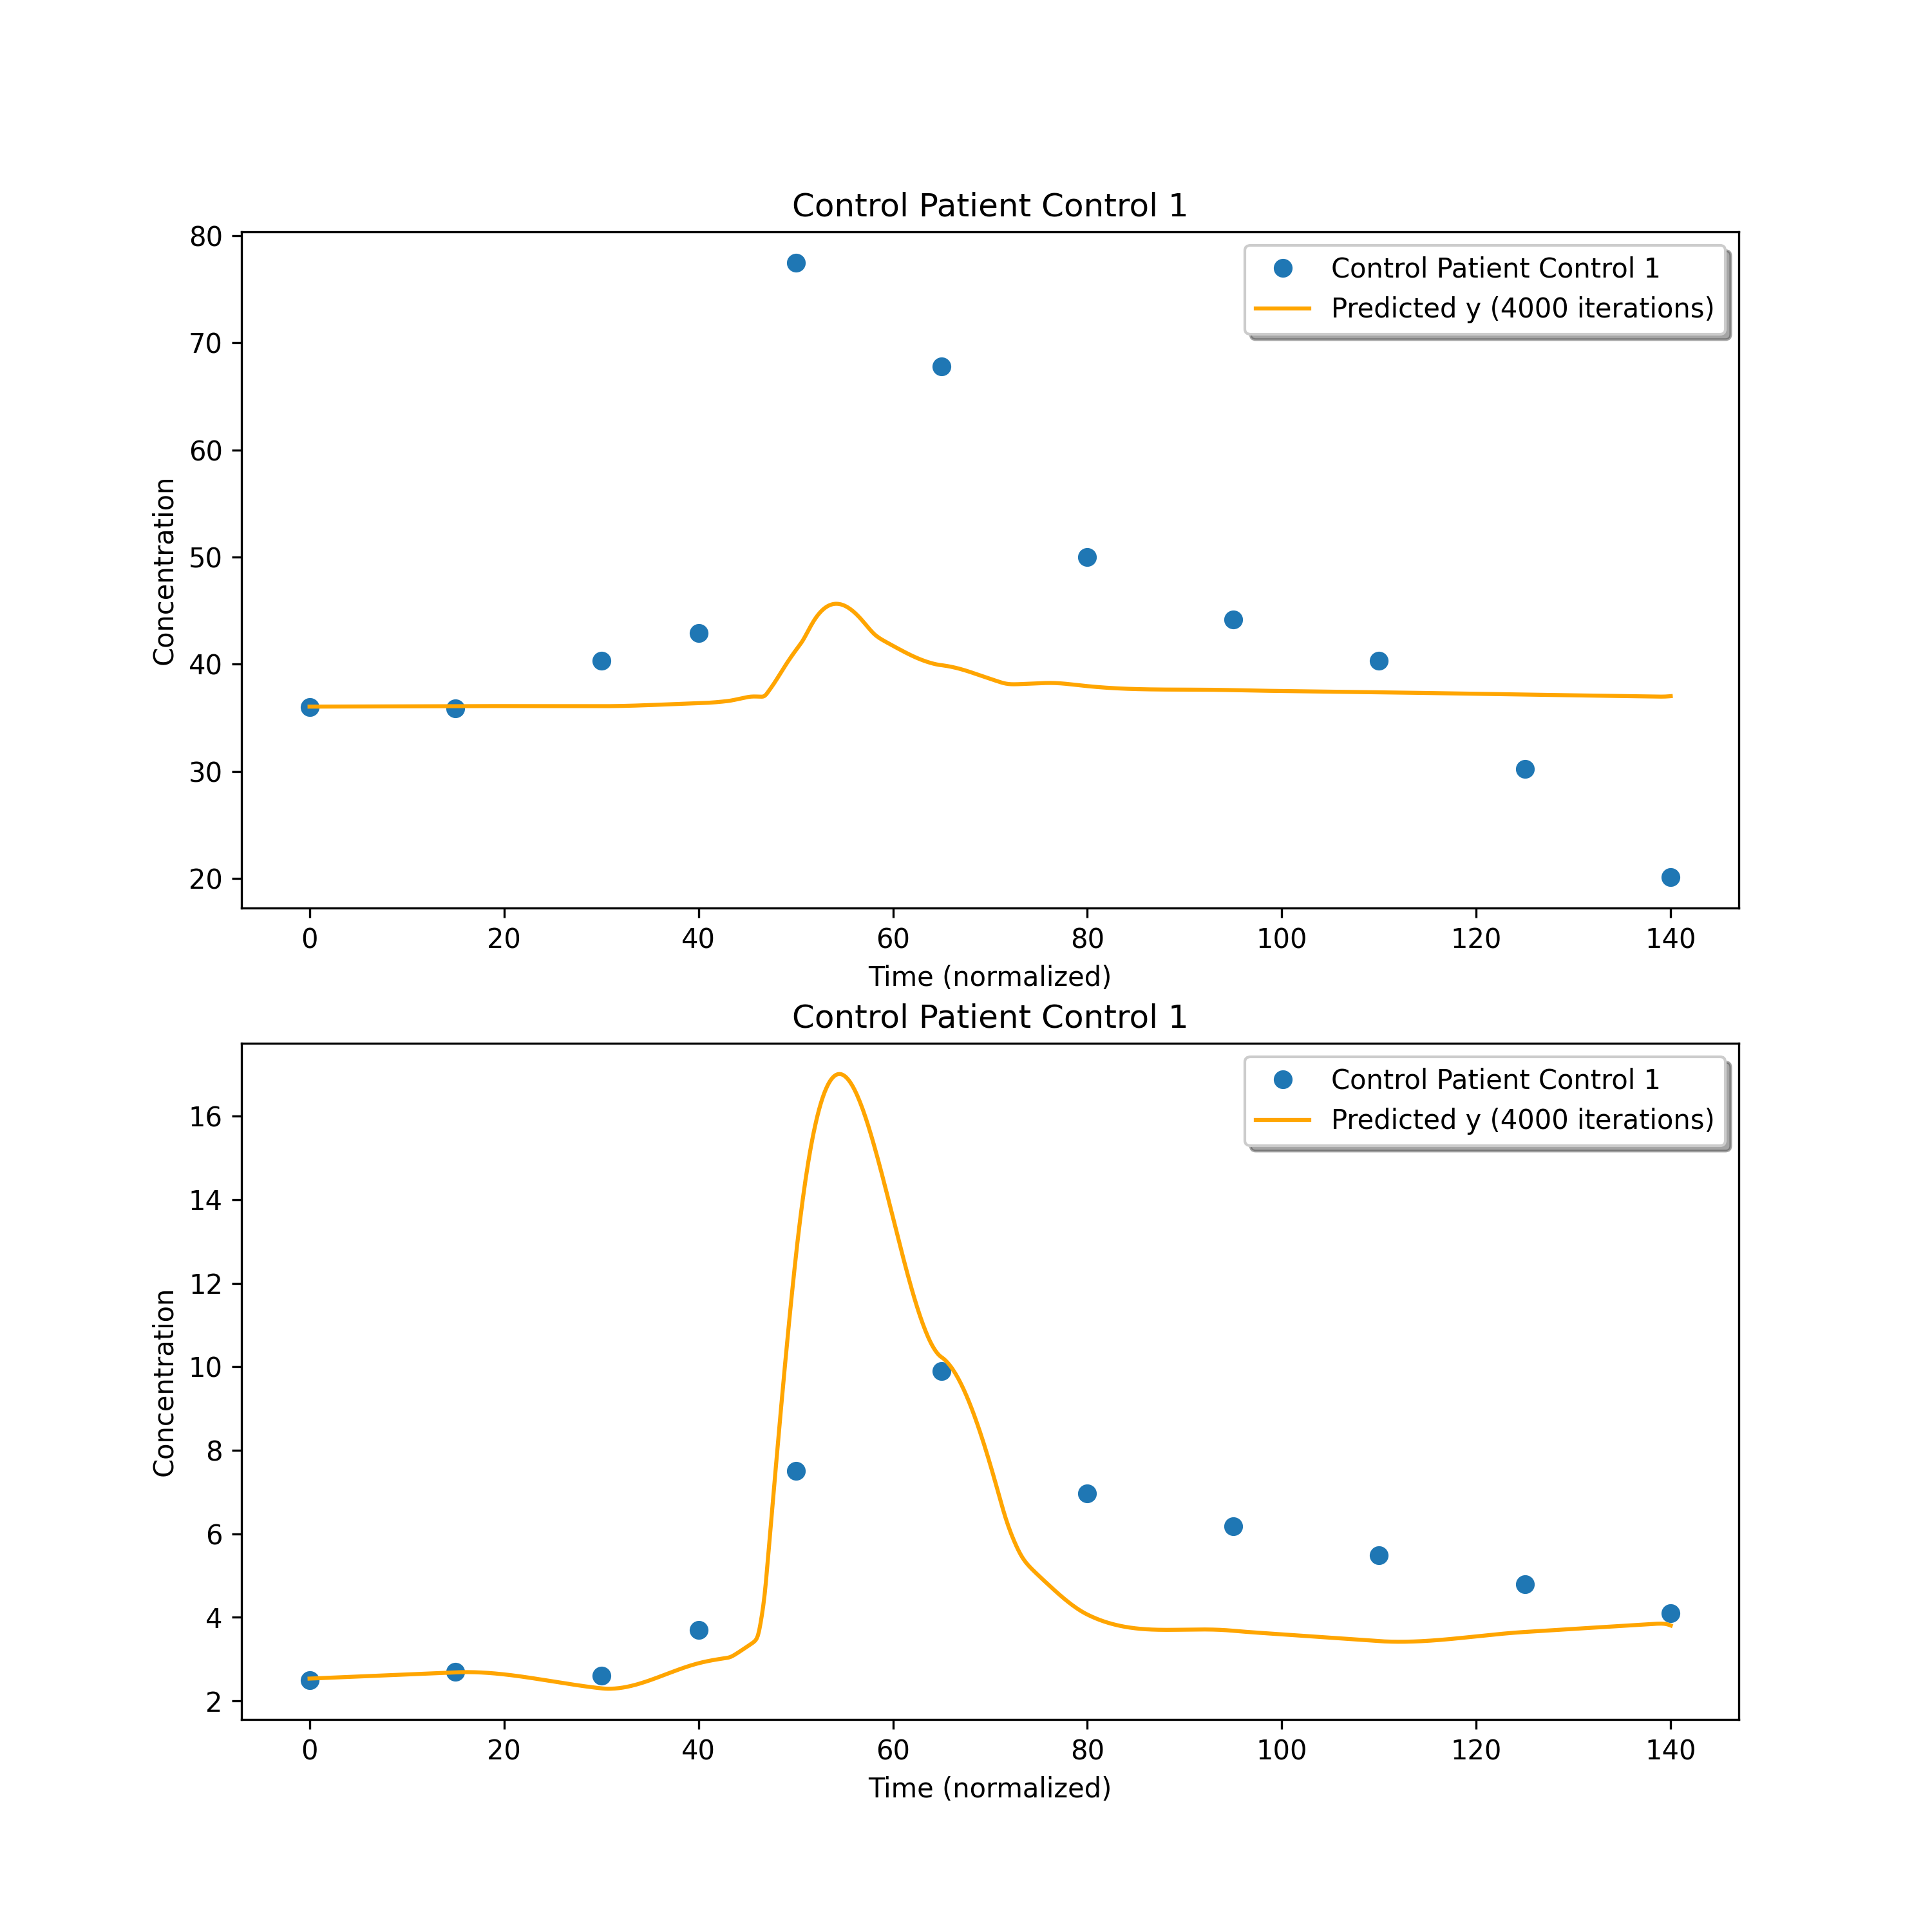 Control Patient Control 1
80
70
60
50
40
30
20
Concentration
Control Patient Control 1
Predicted y (4000 iterations)
0 20 40 60 80 100 120 140
Time (normalized)
Control Patient Control 1
16
14
12
10
8
6
4
2
Concentration
Control Patient Control 1
Predicted y (4000 iterations)
0 20 40 60 80 100 120 140
Time (normalized)